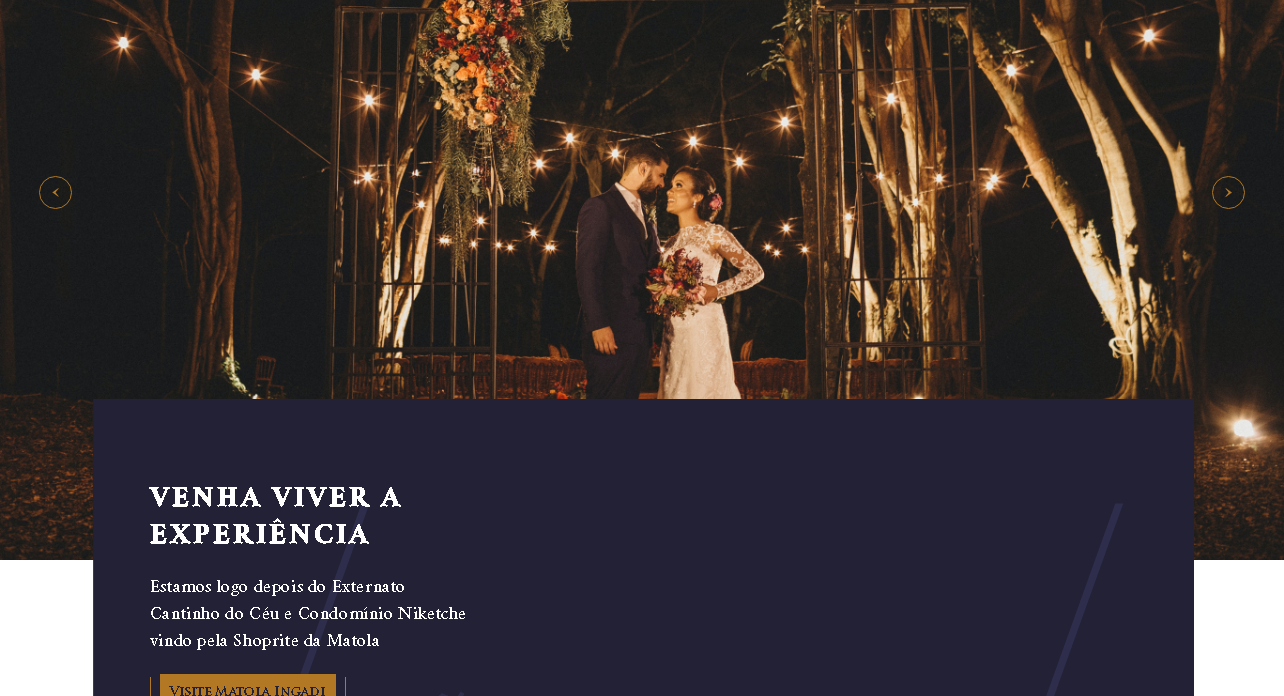 VENHA VIVER A
EXPERIÊNCIA
Estamos logo depois do Externato
Cantinho do Céu e Condomínio Niketche
vindo pela Shoprite da Matola
Visite Matola Ingadi